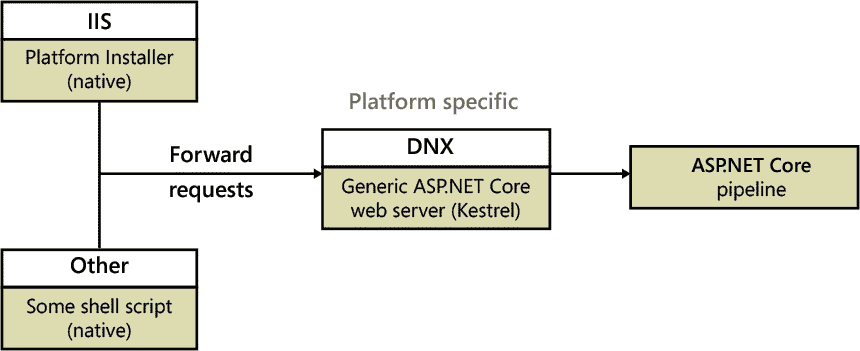 IIS
Platform Installer
(native)
Platform specific
Forward
requests
DNX
Generic ASP.NET Core
web server (Kestrel)
ASP.NET Core
pipeline
Other
Some shell script
(native)